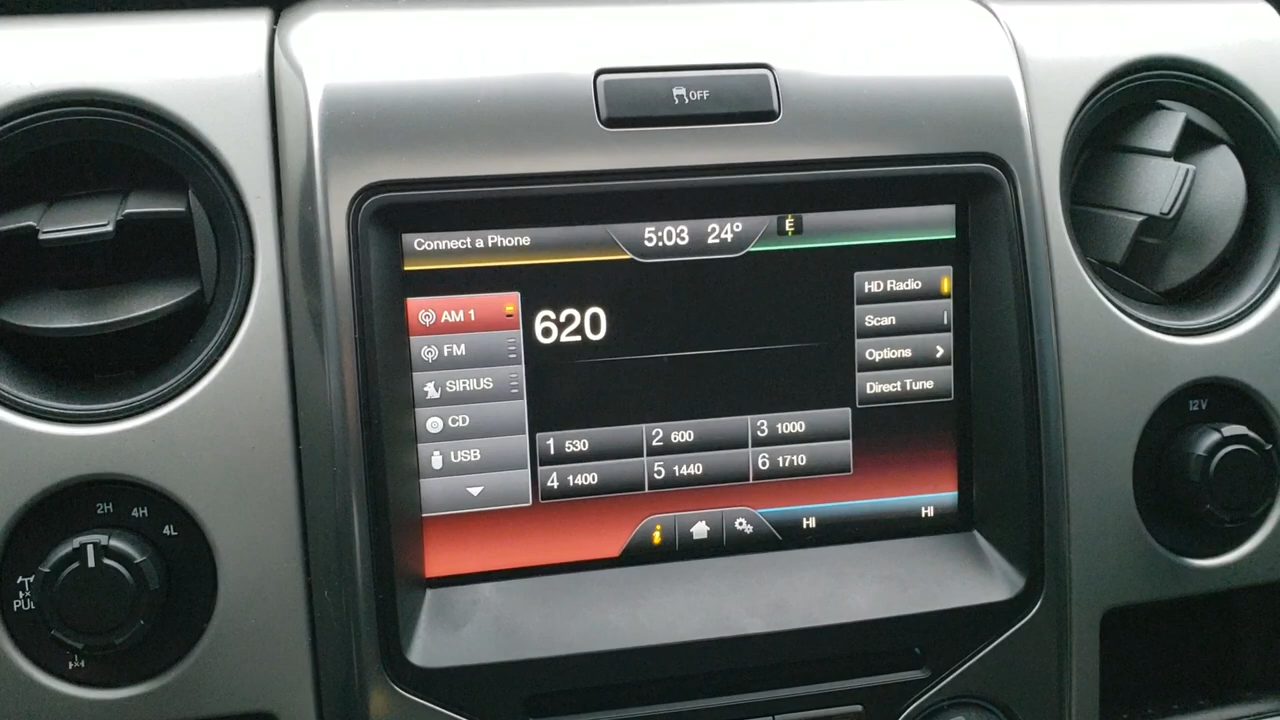 OFF
Connect a Phone
5:03 24°
E
AM 1
FM
SIRIUS
CD
USB
620
HD Radio
Scan
Options
Direct Tune
1 530
2 600
3 1000
4 1400
5 1440
6 1710
i
HI
HI
2H
4H
4L
12V